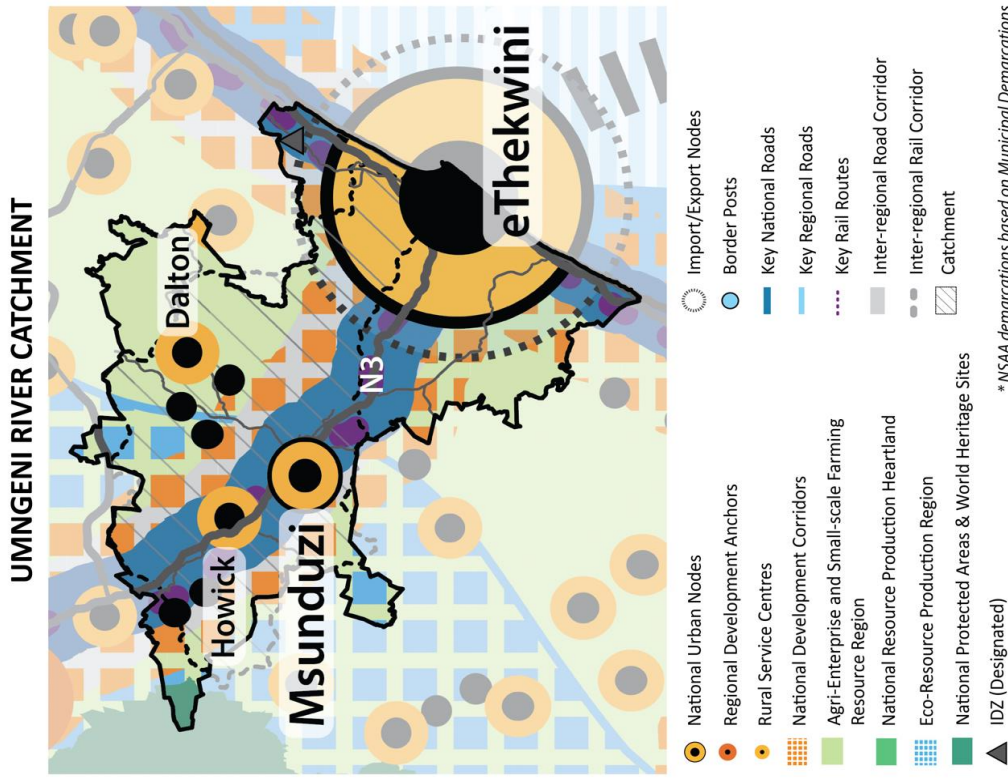 UMNGENI RIVER CATCHMENT
Dalton
Howick
Msunduzi
N3
eThekwini
National Urban Nodes
Regional Development Anchors
Rural Service Centres
National Development Corridors
Agri-Enterprise and Small-scale Farming
Resource Region
National Resource Production Heartland
Eco-Resource Production Region
National Protected Areas & World Heritage Sites
IDZ (Designated)
Import/Export Nodes
Border Posts
Key National Roads
Key Regional Roads
Key Rail Routes
Inter-regional Road Corridor
Inter-regional Rail Corridor
Catchment
* NSAA demarcations based on Municipal Demarcations